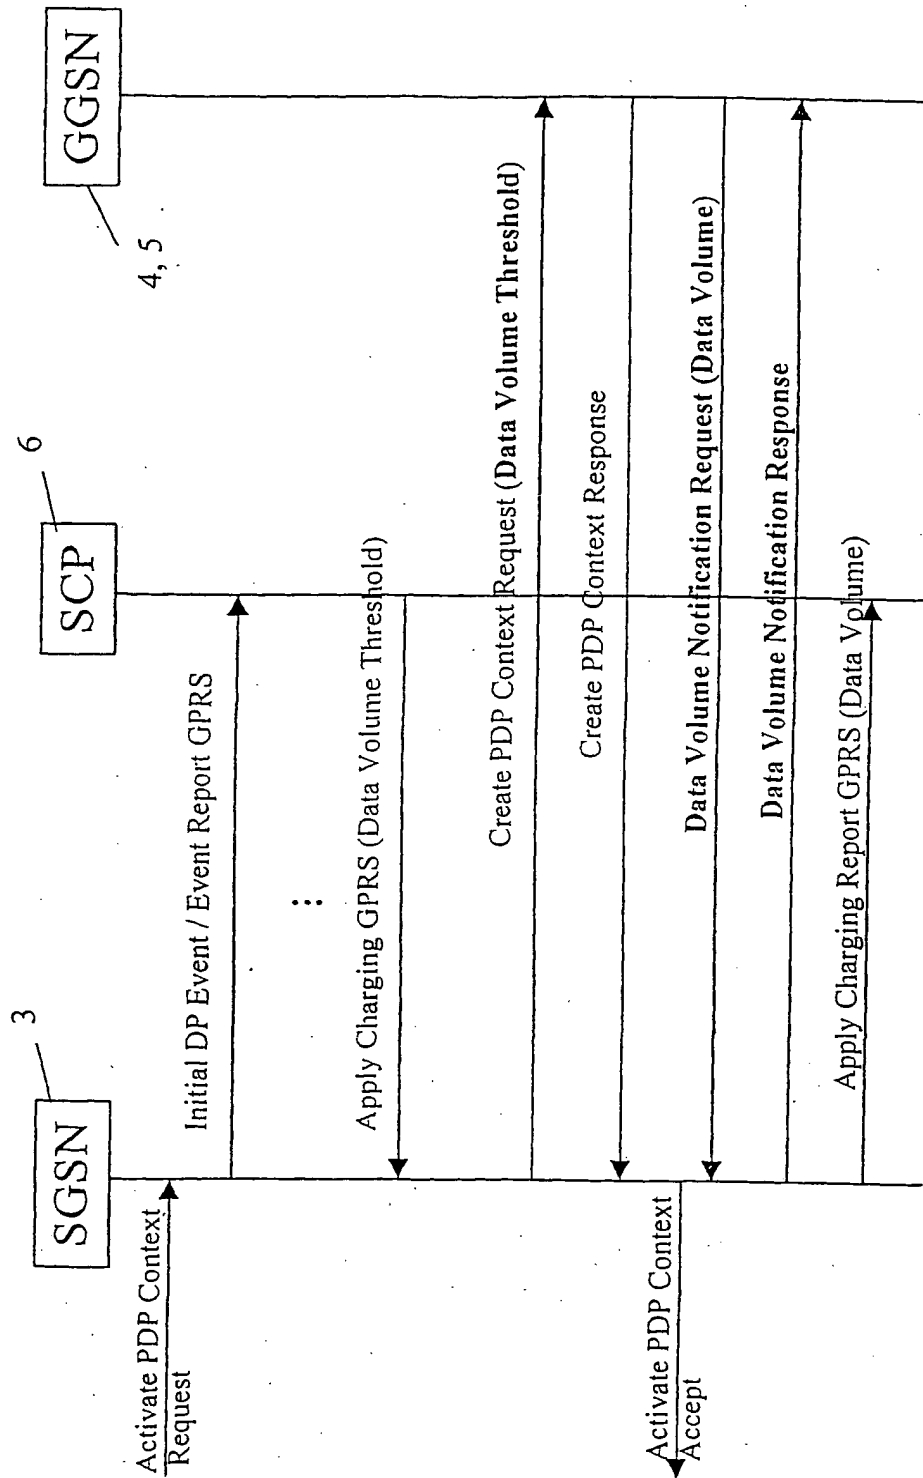 SGSN
3
SCP
6
GGSN
4, 5
Activate PDP Context
Request
Initial DP Event / Event Report GPRS
Apply Charging GPRS (Data Volume Threshold)
Create PDP Context Request (Data Volume Threshold)
Create PDP Context Response
Activate PDP Context
Accept
Data Volume Notification Request (Data Volume)
Data Volume Notification Response
Apply Charging Report GPRS (Data Volume)